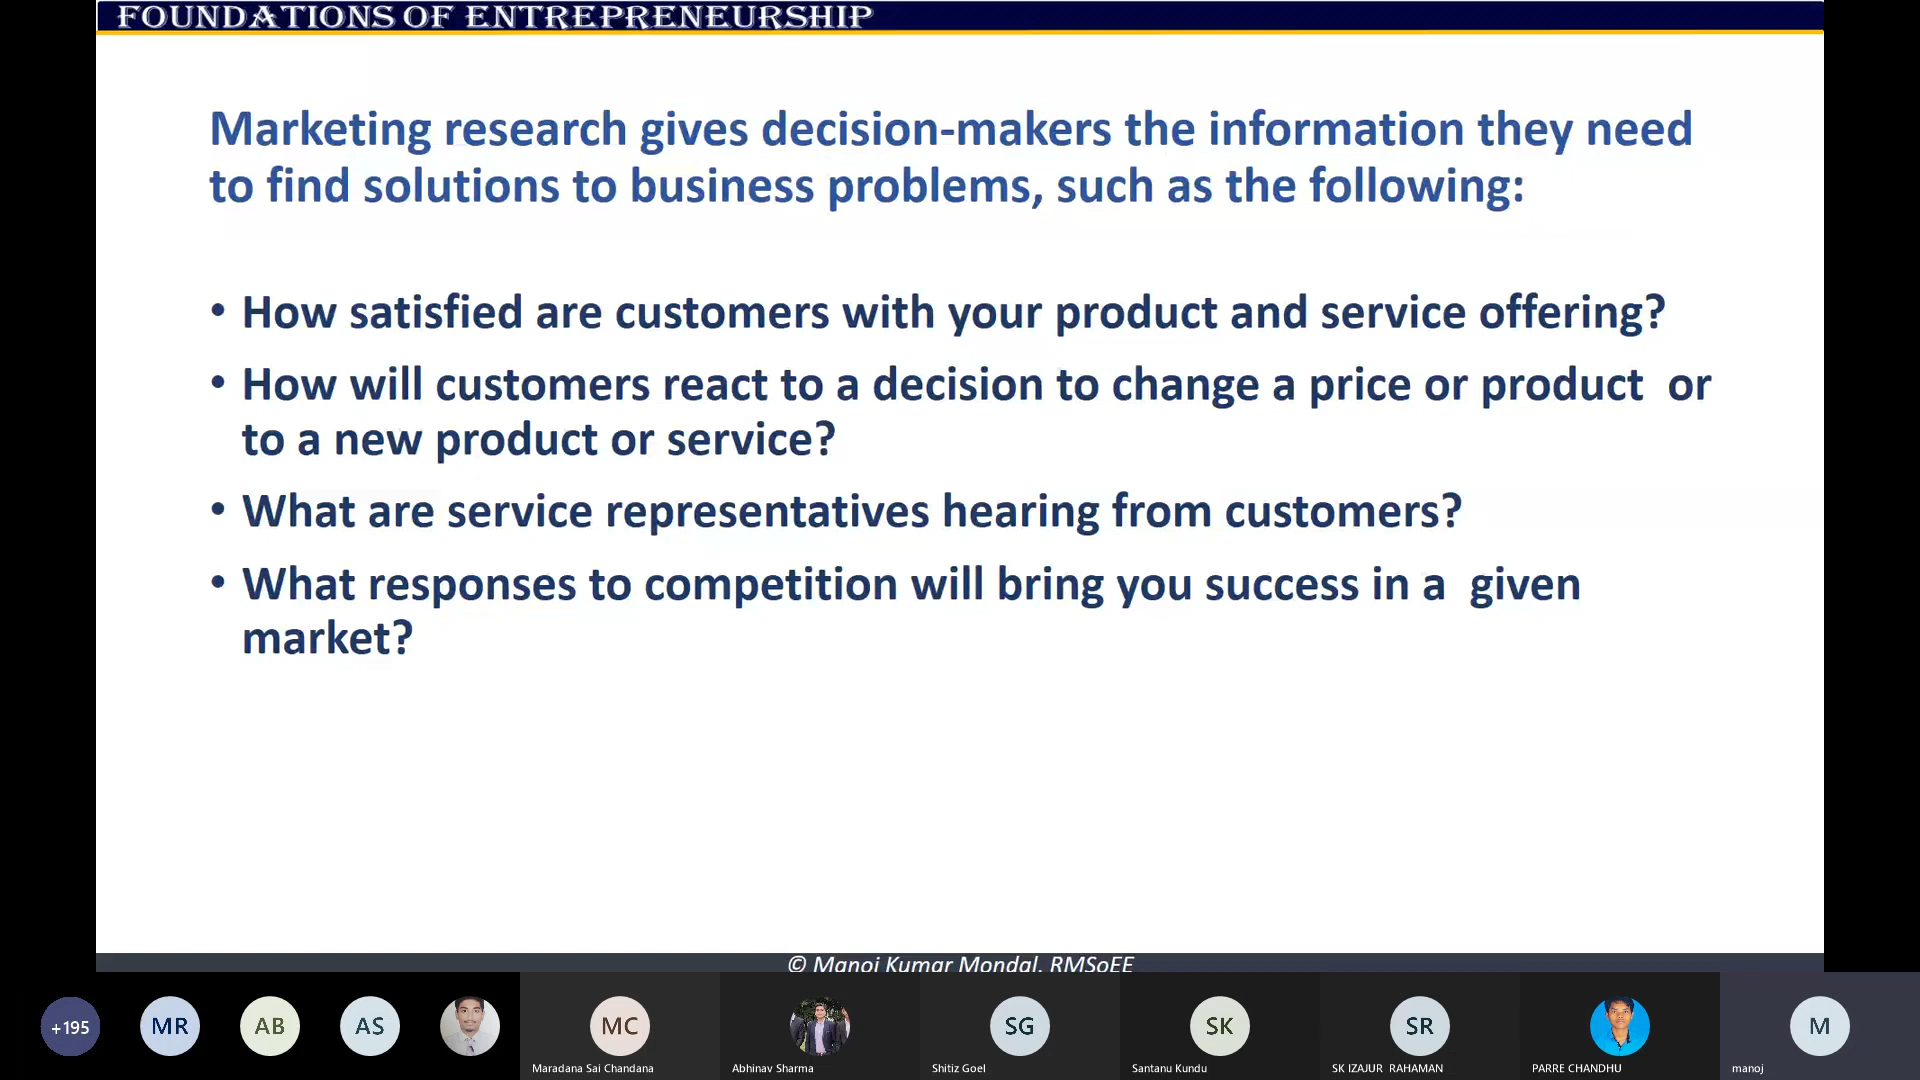 FOUNDATIONS OF ENTREPRENEURSHIP
Marketing research gives decision-makers the information they need
to find solutions to business problems, such as the following:
• How satisfied are customers with your product and service offering?
• How will customers react to a decision to change a price or product  or
to a new product or service?
• What are service representatives hearing from customers?
• What responses to competition will bring you success in a  given
market?
© Manoj Kumar Mondal, RMSoEE
+195
MR
AB
AS
MC
SG
SK
SR
M
Maradana Sai Chandana
Abhinav Sharma
Shitiz Goel
Santanu Kundu
SK IZAJUR  RAHAMAN
PARRE CHANDHU
manoj